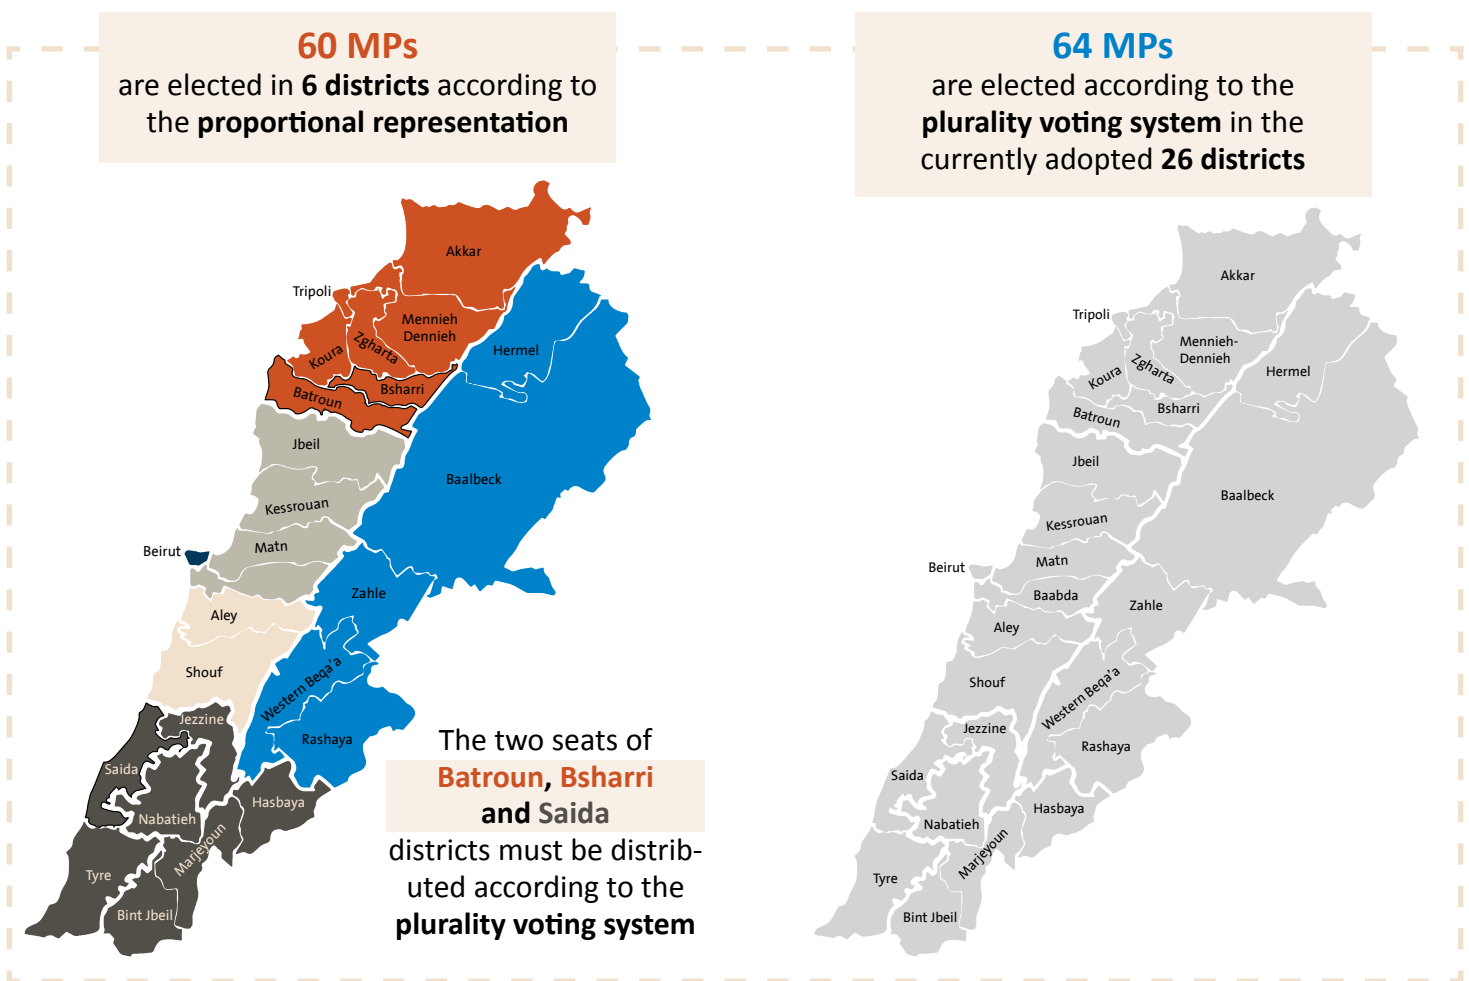 60 MPs
are elected in 6 districts according to
the proportional representation
64 MPs
are elected according to the
plurality voting system in the
currently adopted 26 districts
Akkar
Tripoli
Mennieh
Dennieh
Zgharta
Koura
Hermel
Bsharri
Batroun
Jbeil
Baalbeck
Kessrouan
Matn
Beirut
Zahle
Aley
Shouf
Western Beqa'a
Jezzine
Rashaya
Saida
Hasbaya
Nabatieh
Marjeyoun
Tyre
Bint Jbeil
The two seats of
Batroun, Bsharri
and Saida
districts must be distrib-
uted according to the
plurality voting system
Akkar
Tripoli
Mennieh-
Dennieh
Zgharta
Koura
Hermel
Bsharri
Batroun
Jbeil
Baalbeck
Kessrouan
Matn
Beirut
Baabda
Zahle
Aley
Shouf
Western Beqa'a
Jezzine
Rashaya
Saida
Hasbaya
Nabatieh
Marjeyoun
Tyre
Bint Jbeil